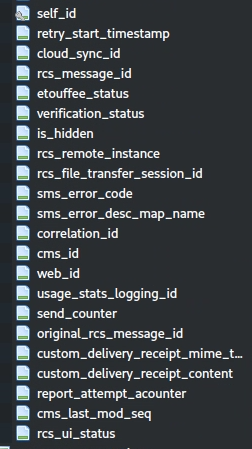 self_id
retry_start_timestamp
cloud_sync_id
rcs_message_id
etouffee_status
verification_status
is_hidden
rcs_remote_instance
rcs_file_transfer_session_id
sms_error_code
sms_error_desc_map_name
correlation_id
cms_id
web_id
usage_stats_logging_id
send_counter
original_rcs_message_id
custom_delivery_receipt_mime_t...
custom_delivery_receipt_content
report_attempt_acounter
cms_last_mod_seq
rcs_ui_status